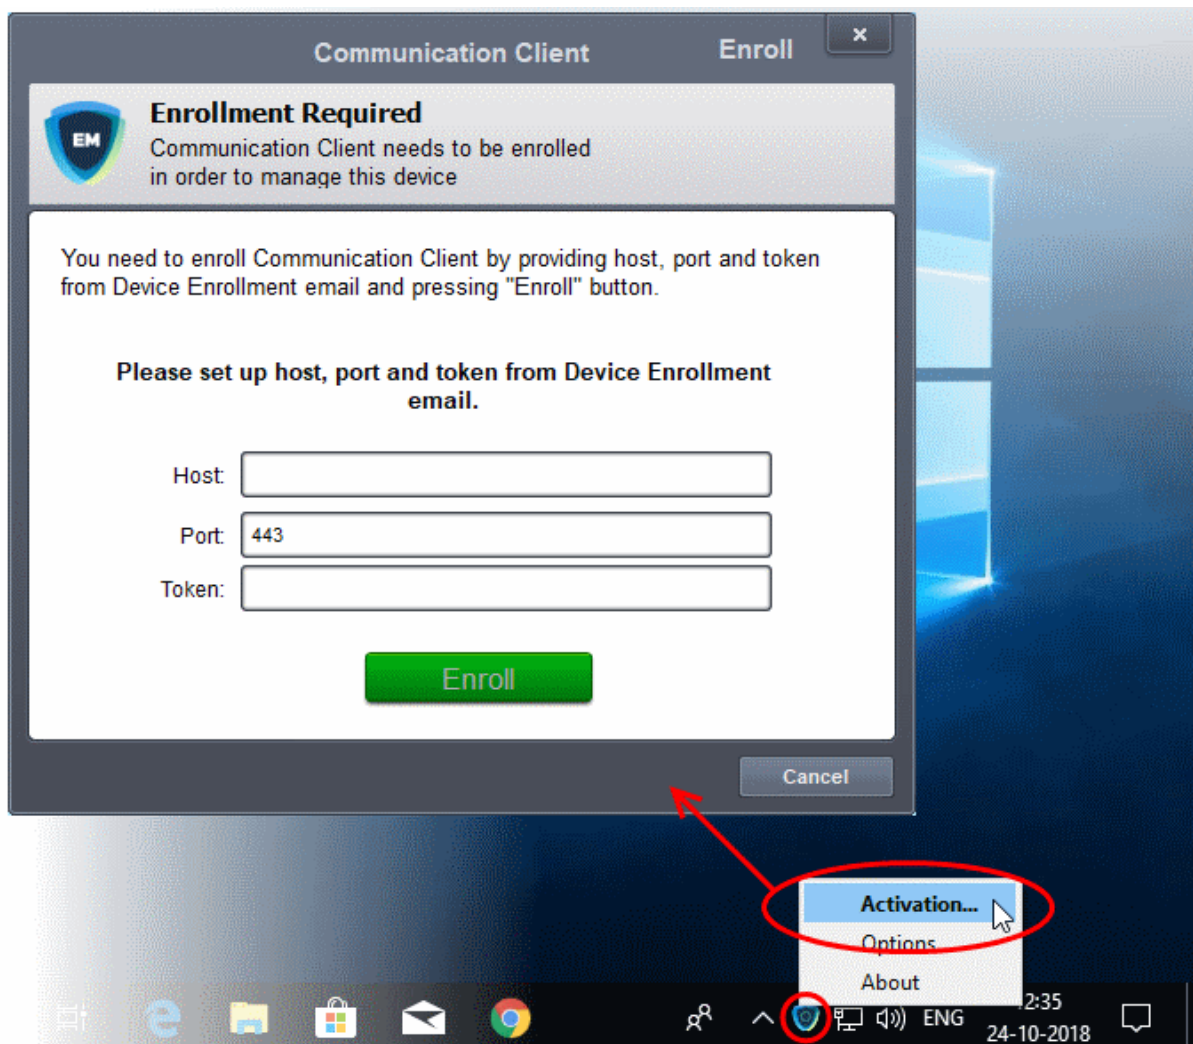 Communication Client
Enroll
×
EM
Enrollment Required
Communication Client needs to be enrolled
in order to manage this device
You need to enroll Communication Client by providing host, port and token
from Device Enrollment email and pressing "Enroll" button.
Please set up host, port and token from Device Enrollment
email.
Host:
Port: 443
Token:
Enroll
Cancel
Activation...
Options
About
ENG
2:35
24-10-2018